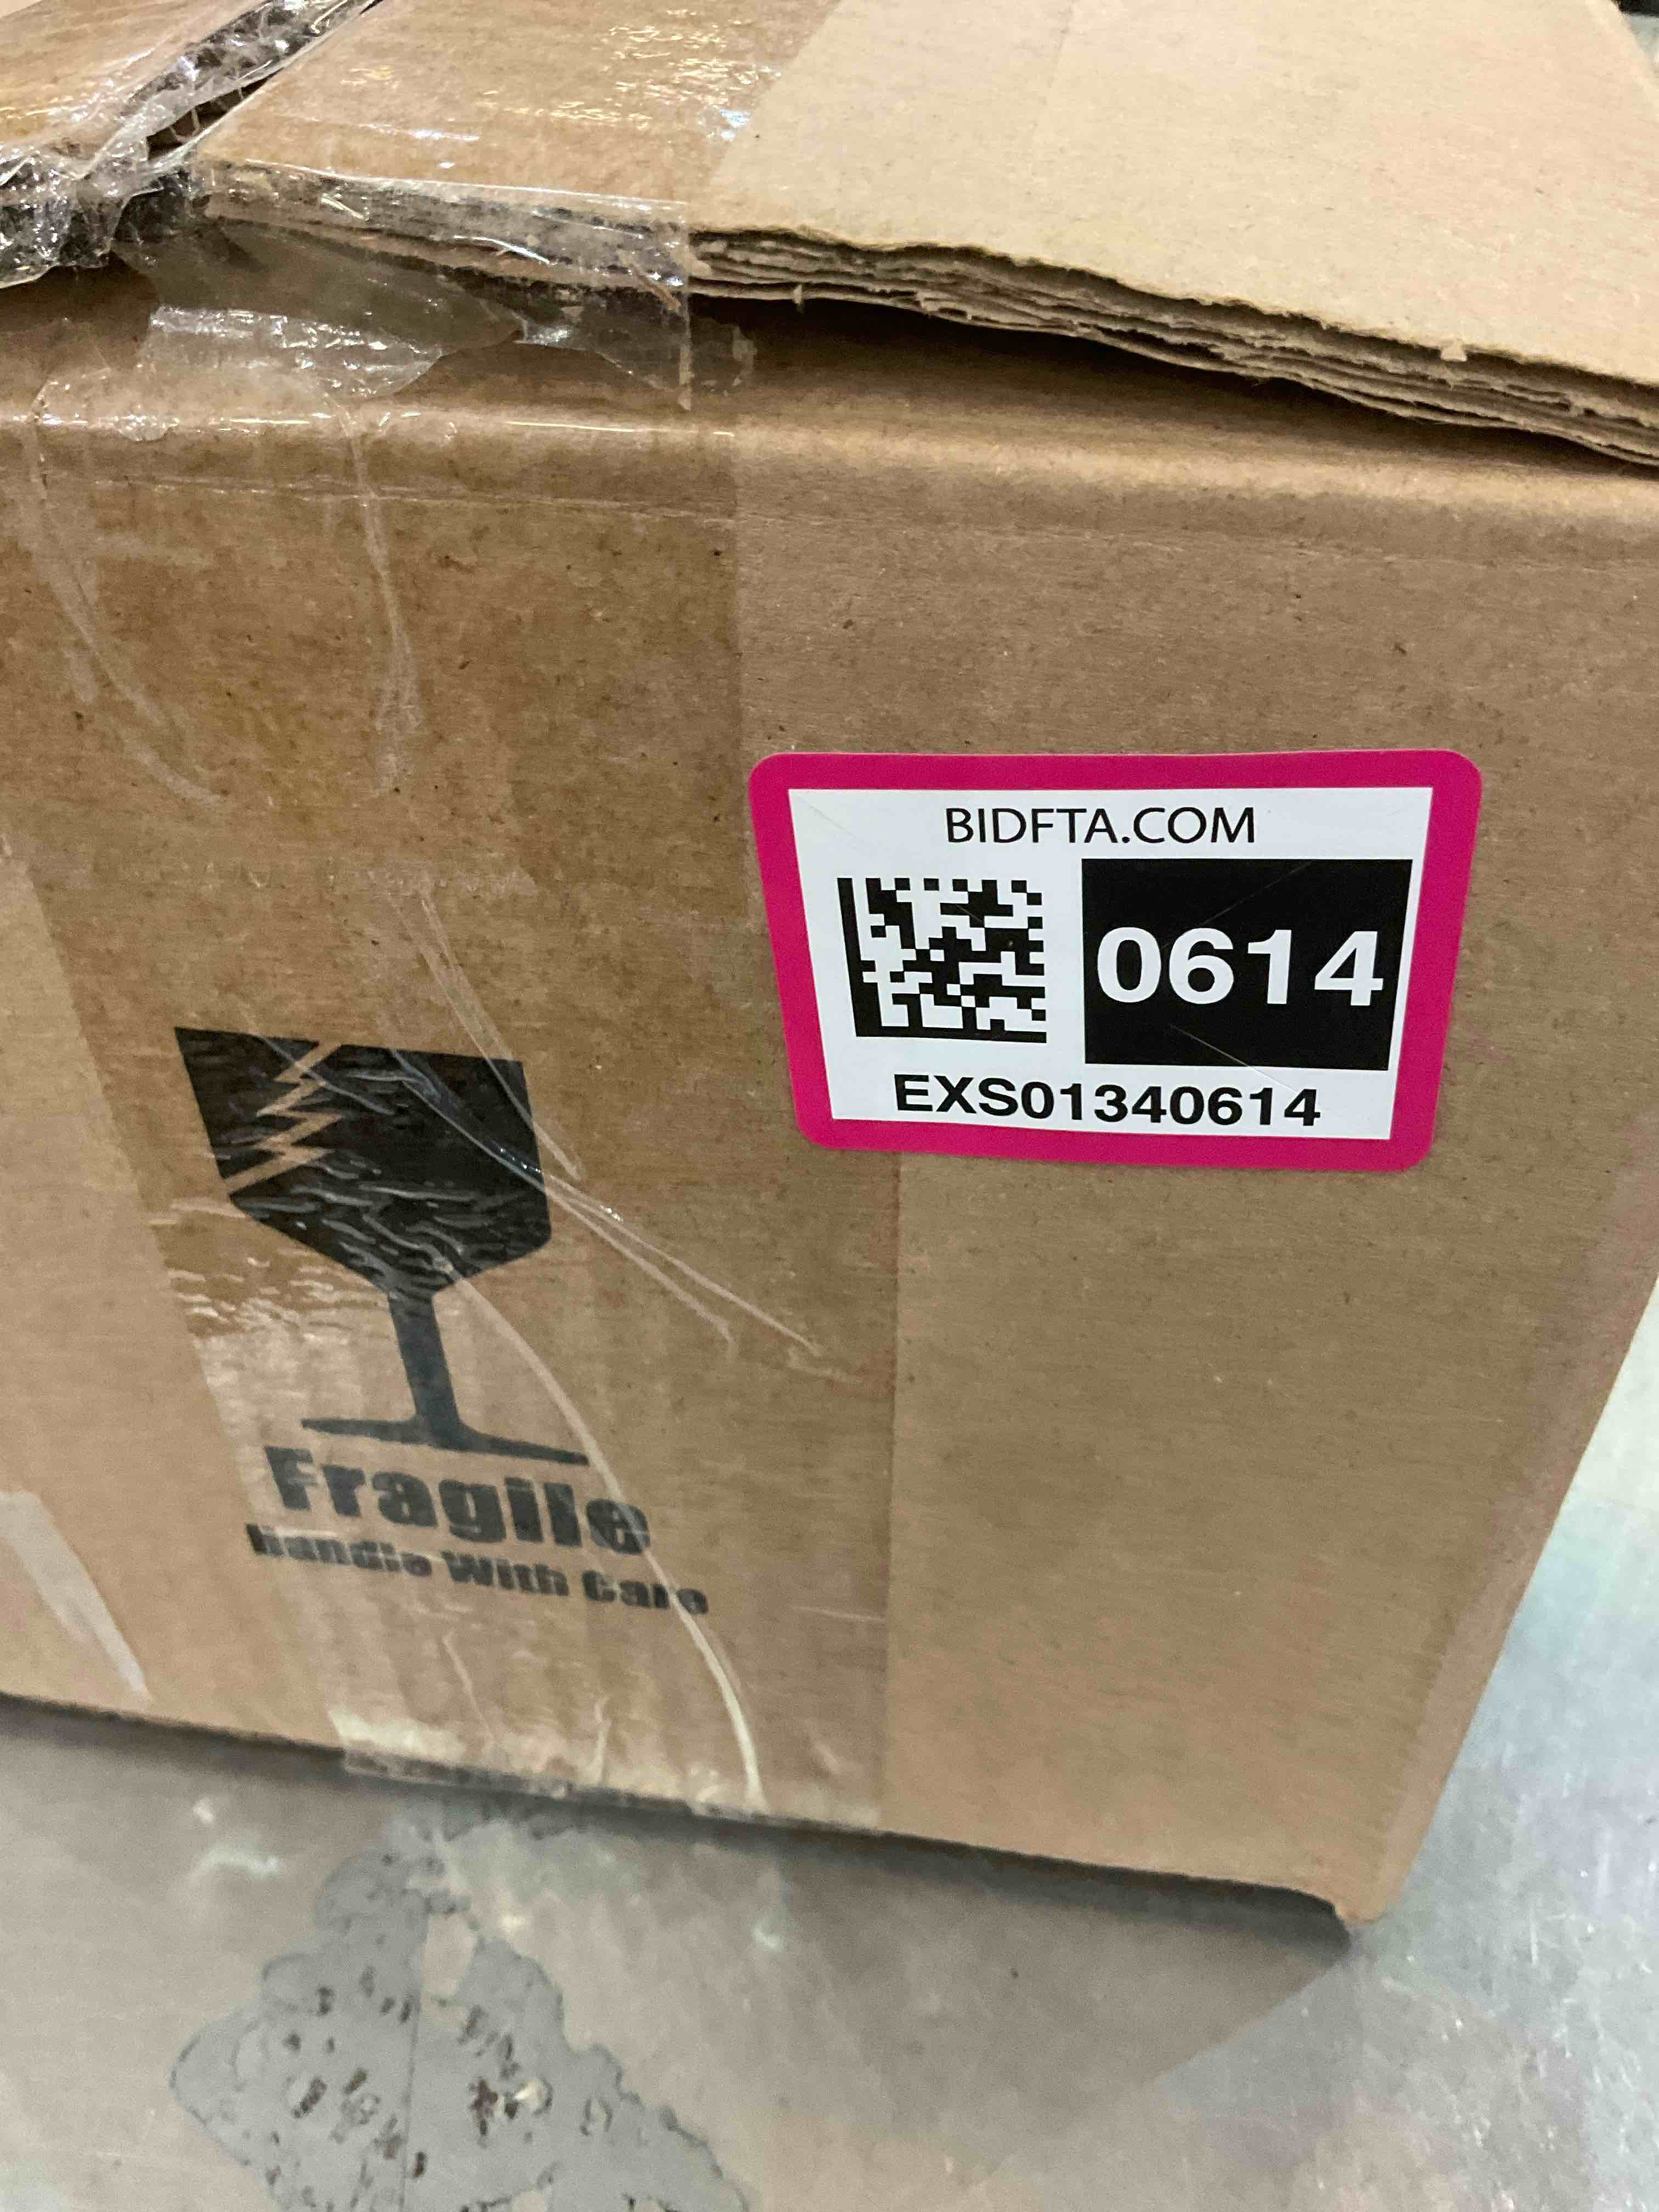 BIDFTA.COM
0614
EXS01340614
Fragile
Handle With Care